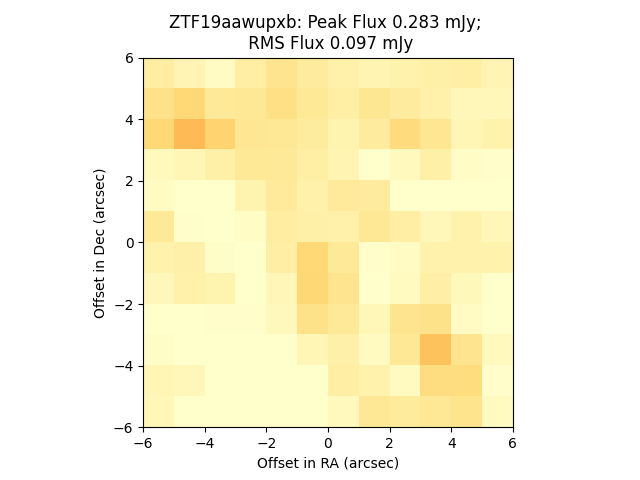 ZTF19aawupxb: Peak Flux 0.283 mJy;
RMS Flux 0.097 mJy
6
4
2
0
−2
−4
−6
Offset in Dec (arcsec)
−6 −4 −2 0 2 4 6
Offset in RA (arcsec)